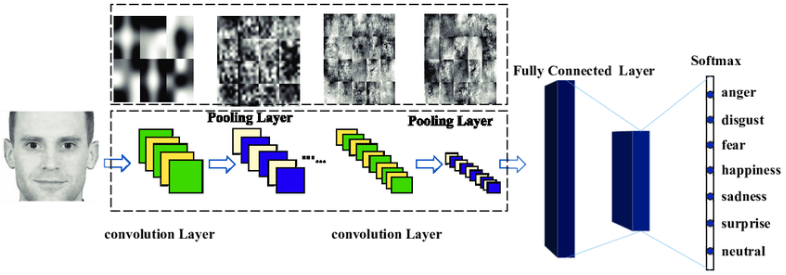 Pooling Layer
Pooling Layer
Fully Connected Layer
Softmax
anger
disgust
fear
happiness
sadness
surprise
neutral
......
convolution Layer
convolution Layer